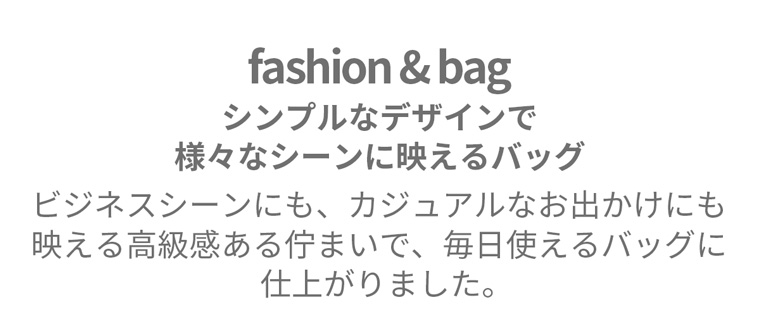 fashion & bag
シンプルなデザインで
様々なシーンに映えるバッグ
ビジネスシーンにも、カジュアルなお出かけにも
映える高級感ある佇まいで、毎日使えるバッグに
仕上がりました。